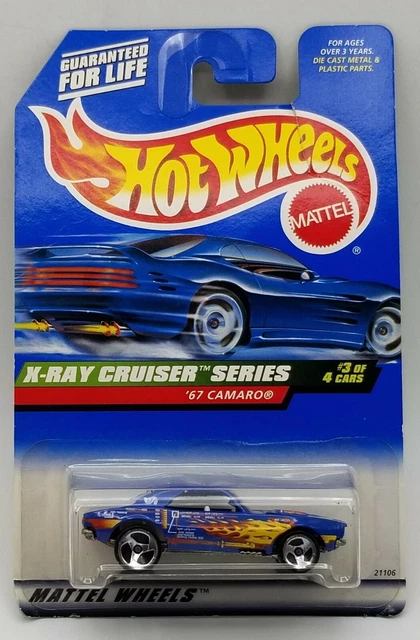 GUARANTEED
FOR LIFE
FOR AGES
OVER 3 YEARS.
DIE CAST METAL &
PLASTIC PARTS.
HOT WHEELS
MATTEL
®
X-RAY CRUISER™ SERIES
#3 OF
4 CARS
'67 CAMARO®
21106
MATTEL WHEELS™